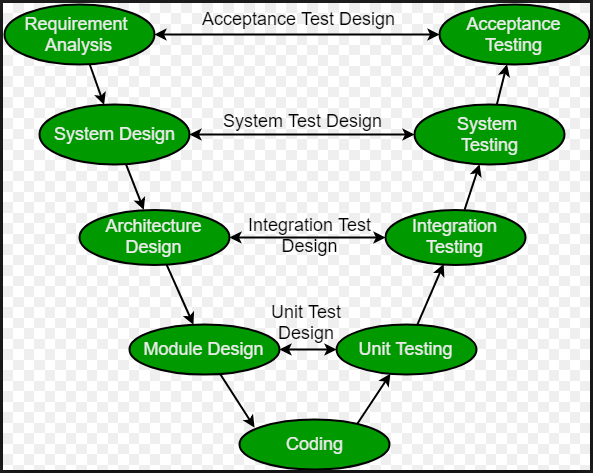 Requirement
Analysis
Acceptance Test Design
Acceptance
Testing
System Design
System Test Design
System
Testing
Architecture
Design
Integration Test
Design
Integration
Testing
Module Design
Unit Test
Design
Unit Testing
Coding